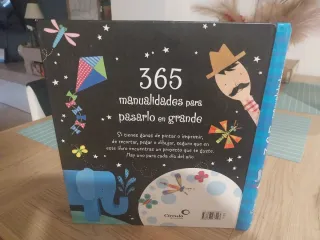 365
manualidades para
pasarlo en grande
Si tienes ganas de pintar o imprimir,
de recortar, pegar o dibujar, seguro que en
este libro encuentras un proyecto que te guste.
¡Hay uno para cada día del año!